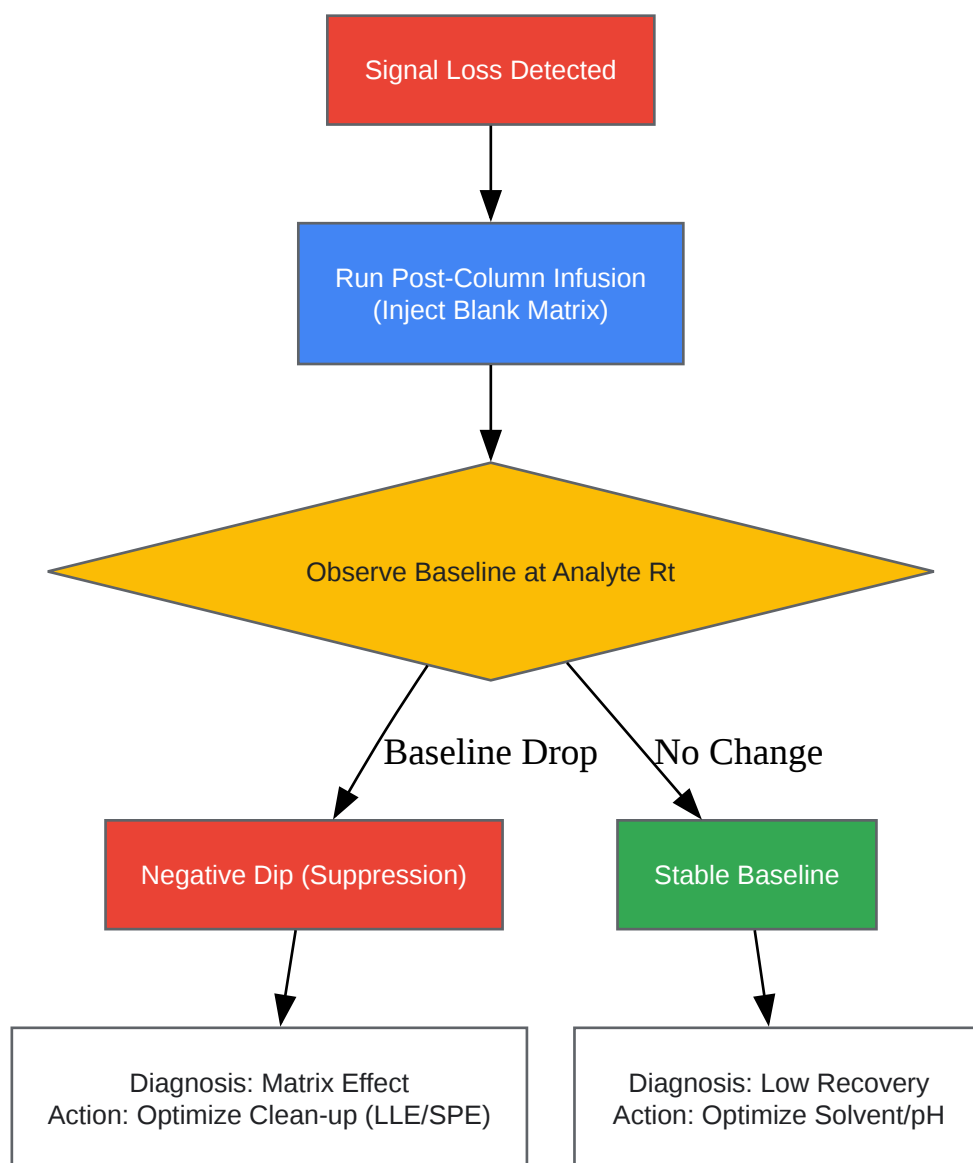 Signal Loss Detected
Run Post-Column Infusion
(Inject Blank Matrix)
Observe Baseline at Analyte Rt
Baseline Drop
No Change
Negative Dip (Suppression)
Stable Baseline
Diagnosis: Matrix Effect
Action: Optimize Clean-up (LLE/SPE)
Diagnosis: Low Recovery
Action: Optimize Solvent/pH